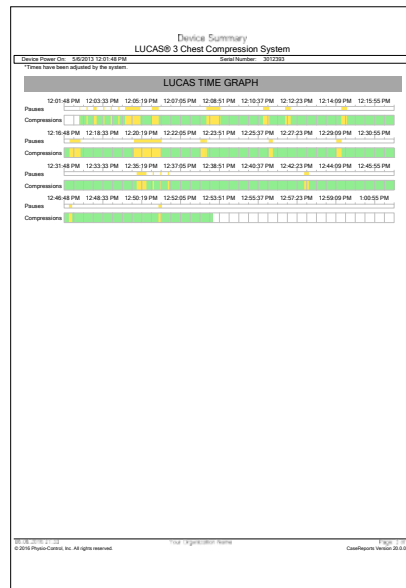 Device Summary
LUCAS® 3 Chest Compression System
Device Power On: 5/6/2013 12:01:48 PM Serial Number: 3012393
*Times have been adjusted by the system.
LUCAS TIME GRAPH
12:01:48 PM 12:03:33 PM 12:05:19 PM 12:07:05 PM 12:08:51 PM 12:10:37 PM 12:12:23 PM 12:14:09 PM 12:15:55 PM
Pauses
Compressions
12:16:48 PM 12:18:33 PM 12:20:19 PM 12:22:05 PM 12:23:51 PM 12:25:37 PM 12:27:23 PM 12:29:09 PM 12:30:55 PM
Pauses
Compressions
12:31:48 PM 12:33:33 PM 12:35:19 PM 12:37:05 PM 12:38:51 PM 12:40:37 PM 12:42:23 PM 12:44:09 PM 12:45:55 PM
Pauses
Compressions
12:46:48 PM 12:48:33 PM 12:50:19 PM 12:52:05 PM 12:53:51 PM 12:55:37 PM 12:57:23 PM 12:59:09 PM 1:00:55 PM
Pauses
Compressions
Your Organization Name Page
© 2016 Physio-Control, Inc. All rights reserved. CaseReports Version 20.0.0